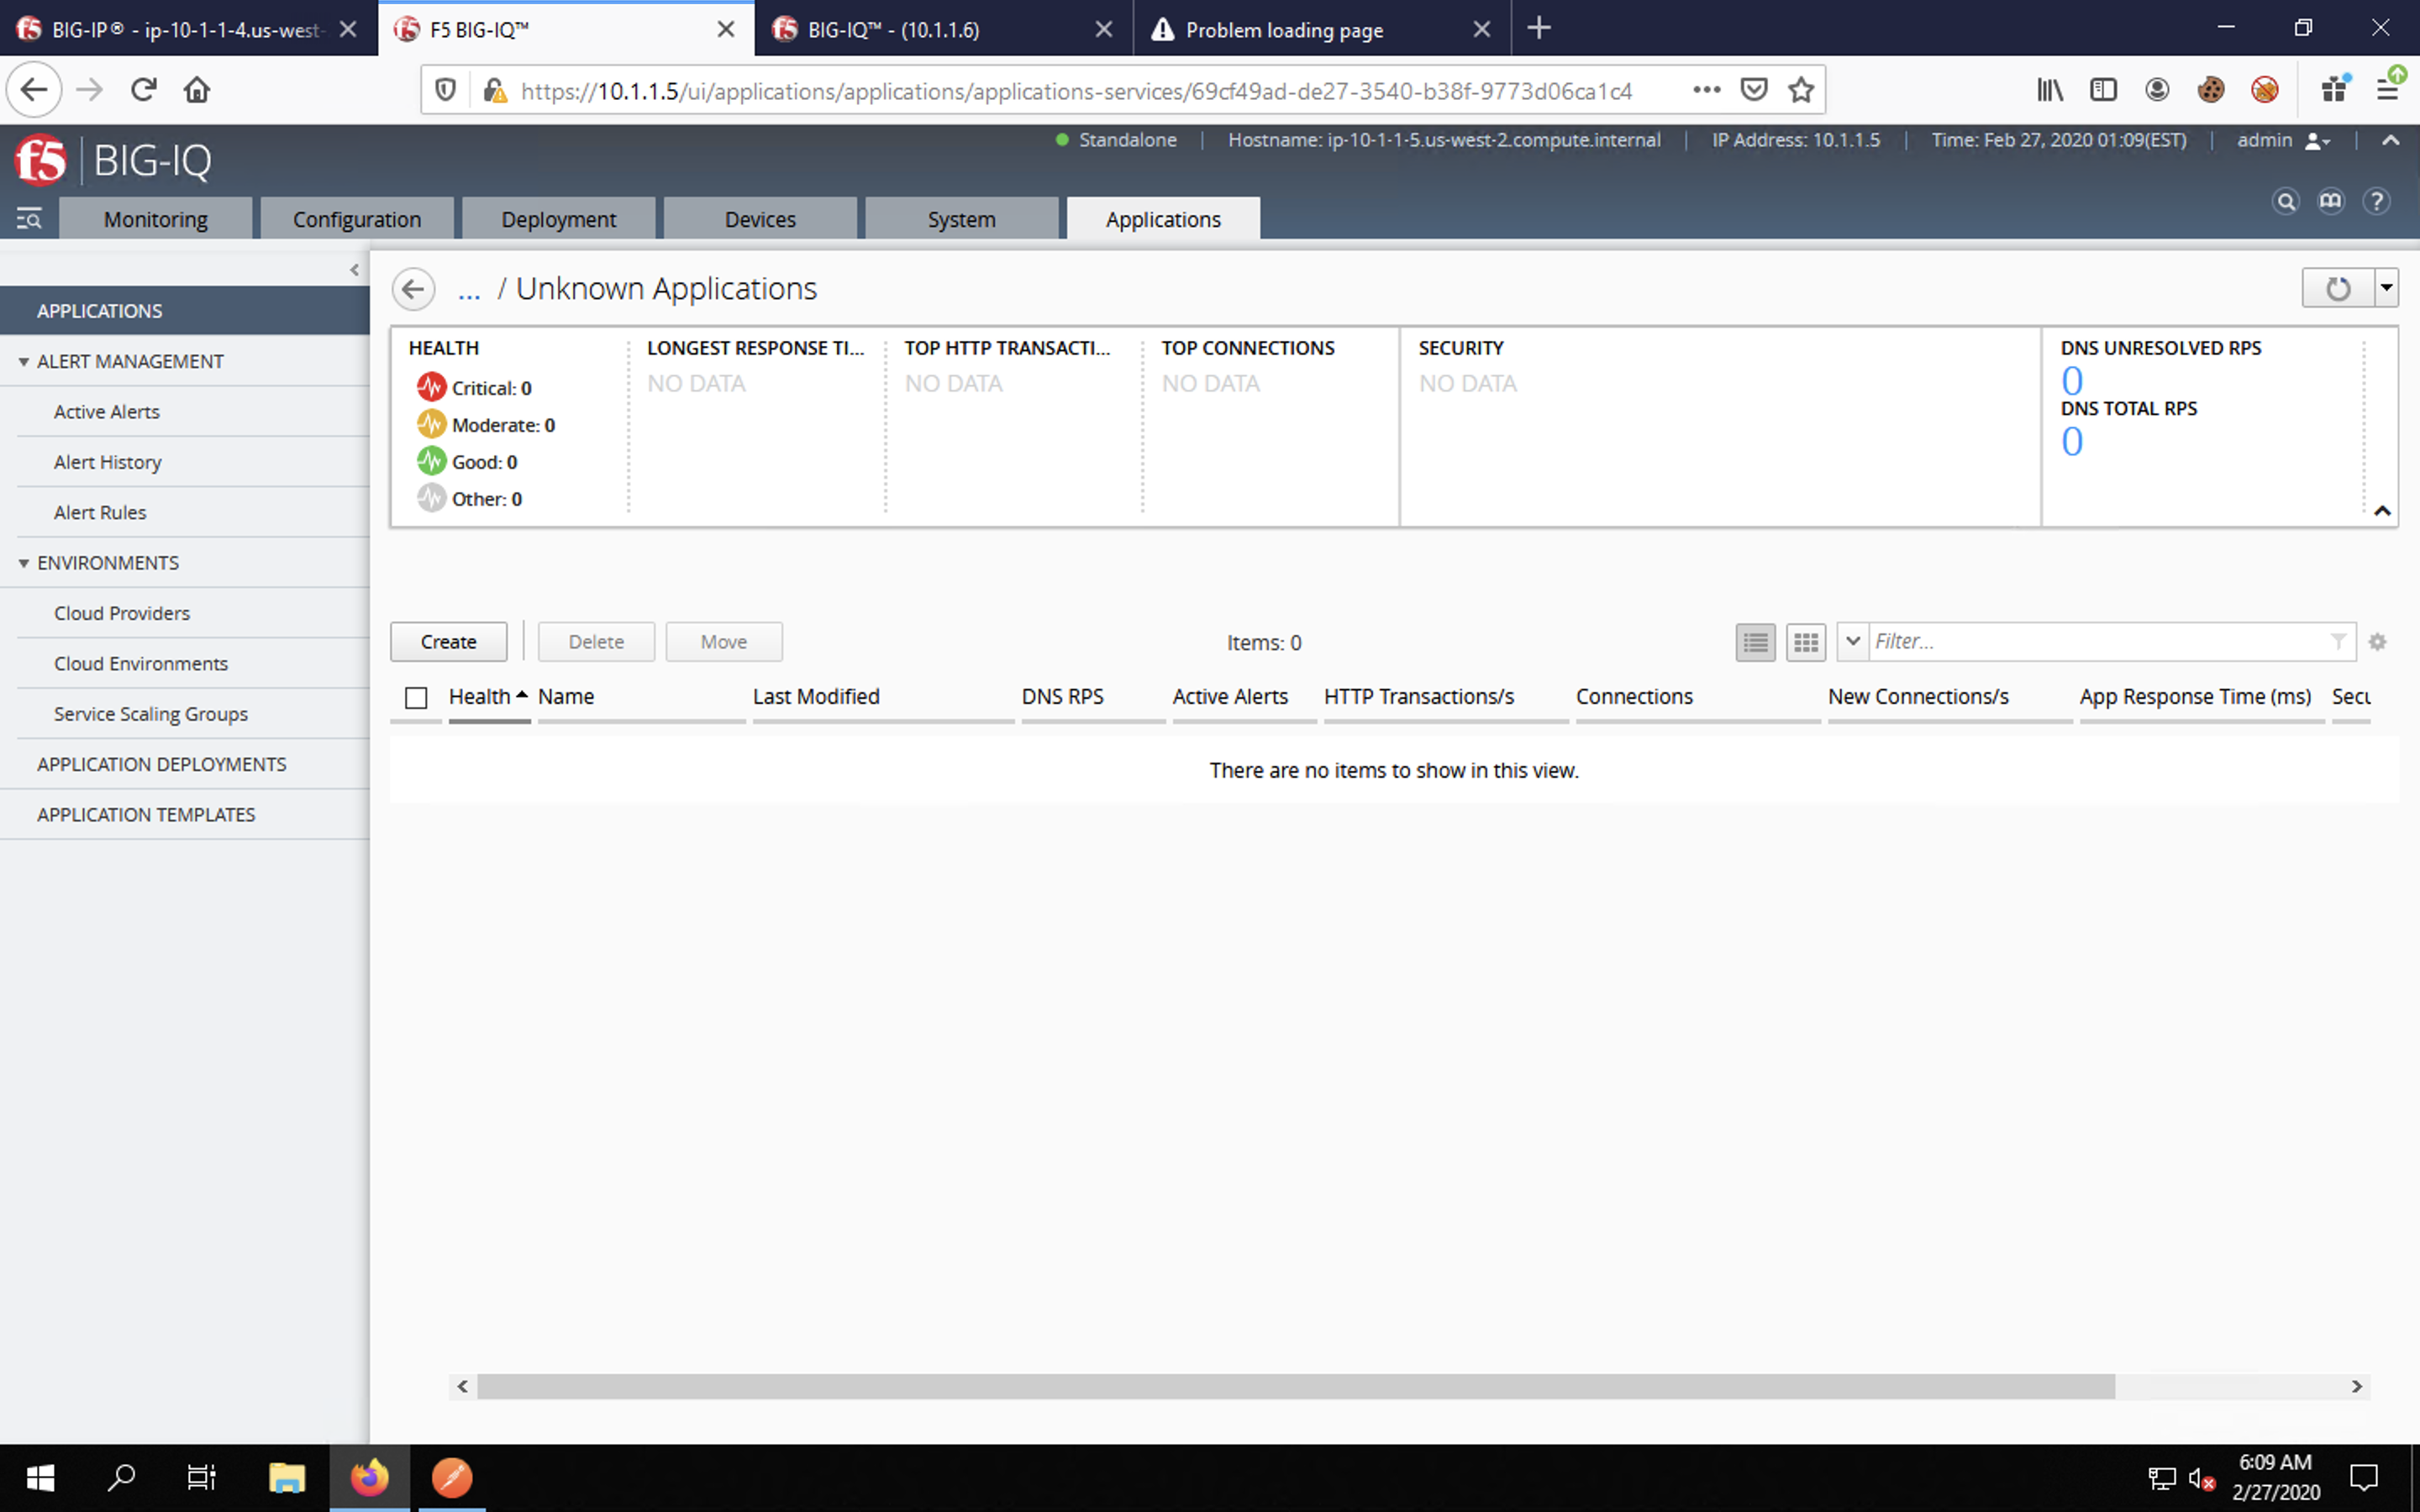 BIG-IP® - ip-10-1-1-4.us-west-
F5 BIG-IQ™
BIG-IQ™ - (10.1.1.6)
Problem loading page
https://10.1.1.5/ui/applications/applications/applications-services/69cf49ad-de27-3540-b38f-9773d06ca1c4
f5 BIG-IQ
Standalone
Hostname: ip-10-1-1-5.us-west-2.compute.internal
IP Address: 10.1.1.5
Time: Feb 27, 2020 01:09(EST)
admin
Monitoring
Configuration
Deployment
Devices
System
Applications
APPLICATIONS
ALERT MANAGEMENT
Active Alerts
Alert History
Alert Rules
ENVIRONMENTS
Cloud Providers
Cloud Environments
Service Scaling Groups
APPLICATION DEPLOYMENTS
APPLICATION TEMPLATES
... / Unknown Applications
HEALTH
Critical: 0
Moderate: 0
Good: 0
Other: 0
LONGEST RESPONSE TI...
NO DATA
TOP HTTP TRANSACTI...
NO DATA
TOP CONNECTIONS
NO DATA
SECURITY
NO DATA
DNS UNRESOLVED RPS
0
DNS TOTAL RPS
0
Create
Delete
Move
Items: 0
Filter...
Health
Name
Last Modified
DNS RPS
Active Alerts
HTTP Transactions/s
Connections
New Connections/s
App Response Time (ms)
Secu
There are no items to show in this view.
6:09 AM
2/27/2020